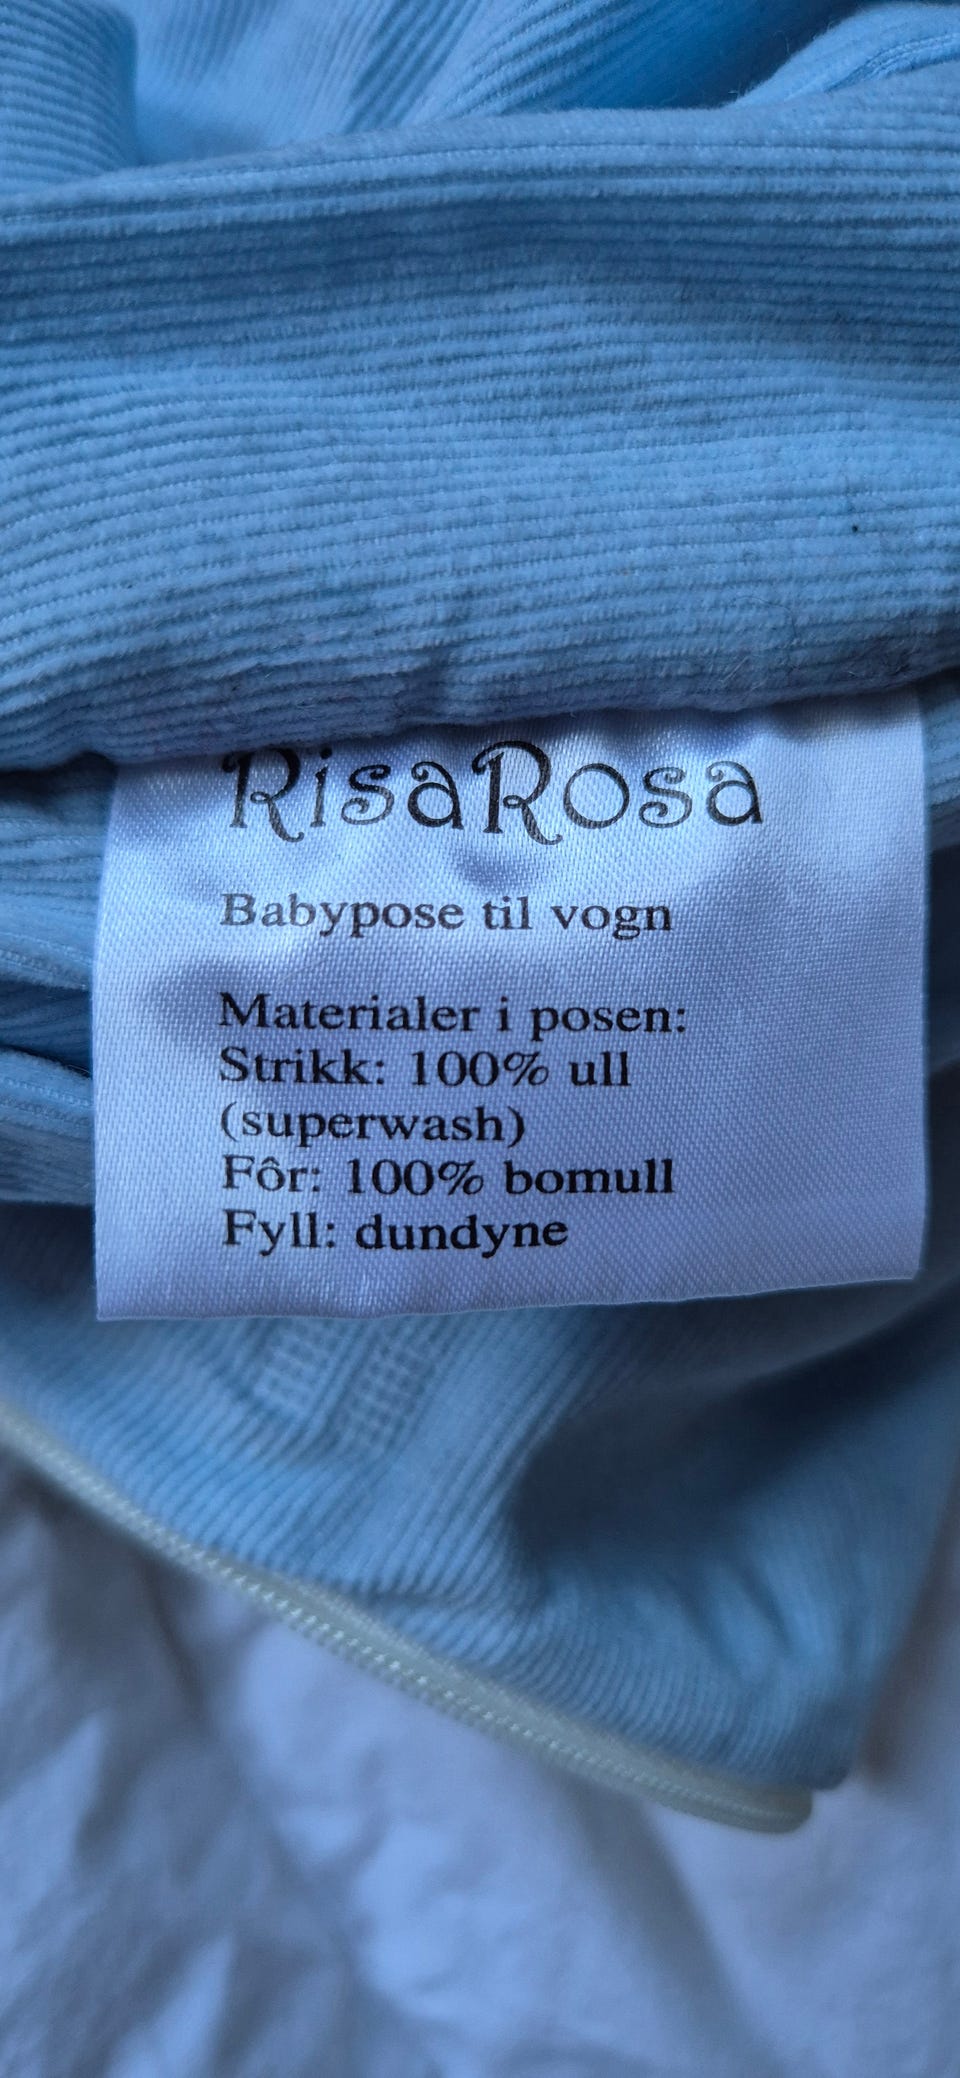 RisaRosa
Babypose til vogn
Materialer i posen:
Strikk: 100% ull
(superwash)
Fôr: 100% bomull
Fyll: dundyne